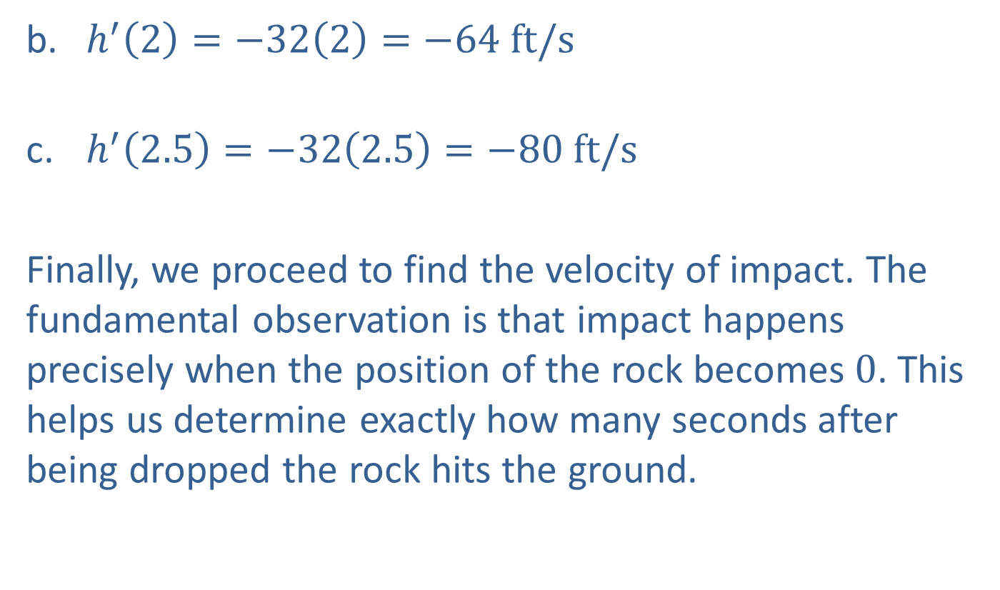 b. h′(2) = −32(2) = −64 ft/s
c. h′(2.5) = −32(2.5) = −80 ft/s
Finally, we proceed to find the velocity of impact. The
fundamental observation is that impact happens
precisely when the position of the rock becomes 0. This
helps us determine exactly how many seconds after
being dropped the rock hits the ground.